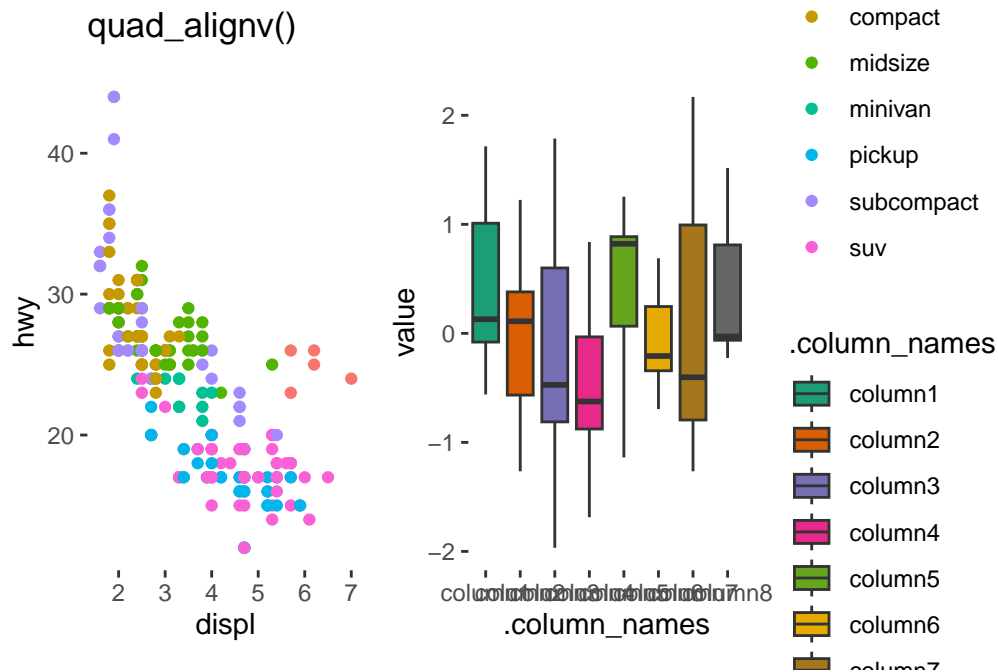 quad_alignv()
40
30
20
hwy
2 3 4 5 6 7
displ
2
1
0
−1
−2
value
.column_names
compact
midsize
minivan
pickup
subcompact
suv
.column_names
column1
column2
column3
column4
column5
column6
column7